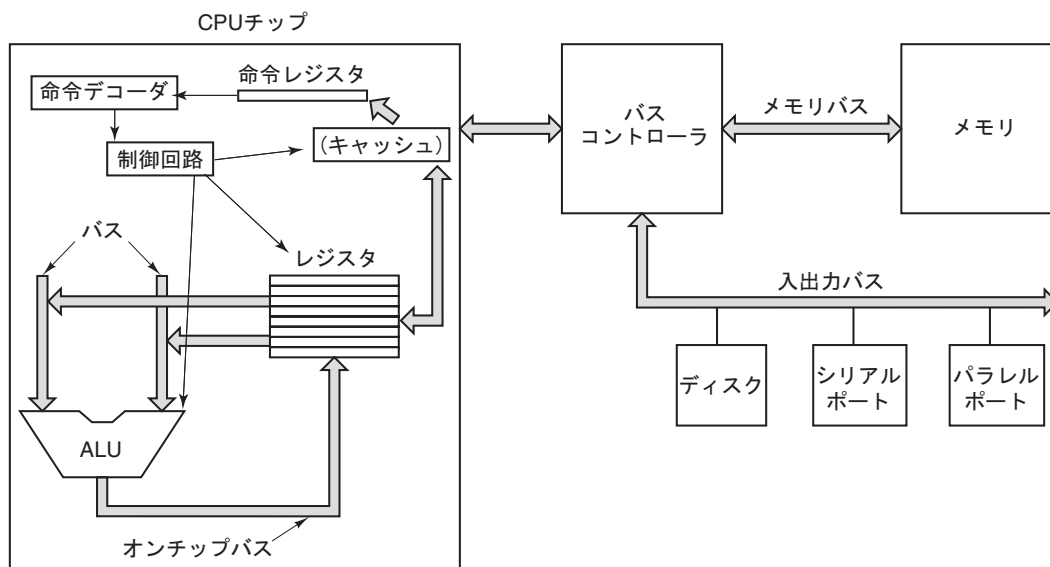 CPUチップ
命令レジスタ
命令デコーダ
制御回路
(キャッシュ)
バス
レジスタ
ALU
オンチップバス
バス
コントローラ
メモリバス
メモリ
入出力バス
ディスク
シリアル
ポート
パラレル
ポート